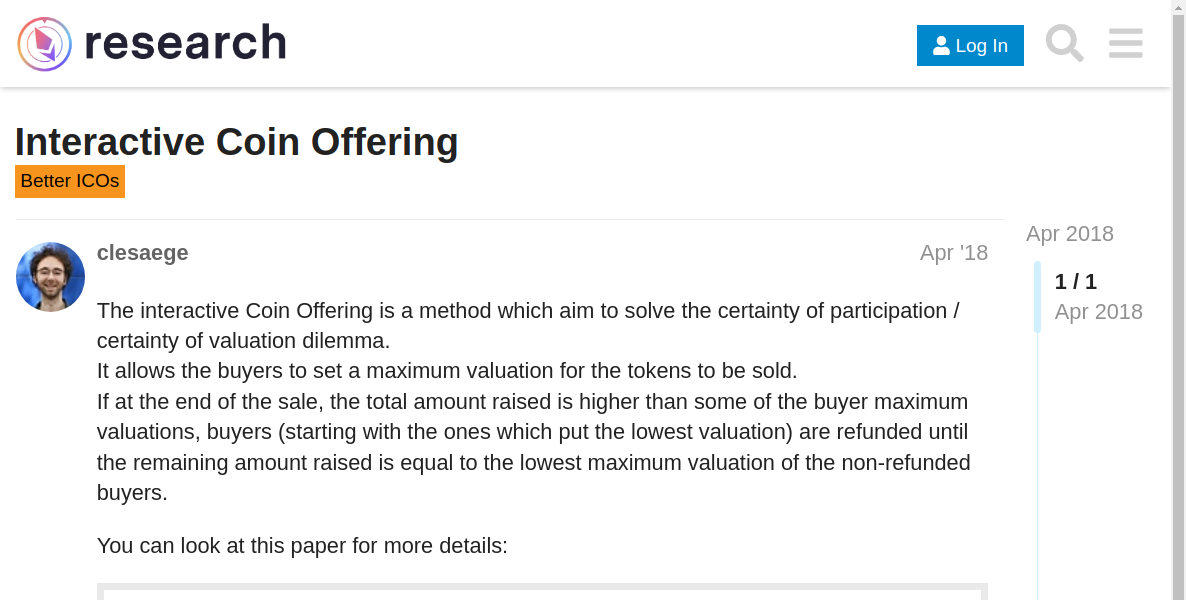 research
Log In
Interactive Coin Offering
Better ICOs
clesaege
Apr '18
Apr 2018
1 / 1
Apr 2018
The interactive Coin Offering is a method which aim to solve the certainty of participation /
certainty of valuation dilemma.
It allows the buyers to set a maximum valuation for the tokens to be sold.
If at the end of the sale, the total amount raised is higher than some of the buyer maximum
valuations, buyers (starting with the ones which put the lowest valuation) are refunded until
the remaining amount raised is equal to the lowest maximum valuation of the non-refunded
buyers.
You can look at this paper for more details: